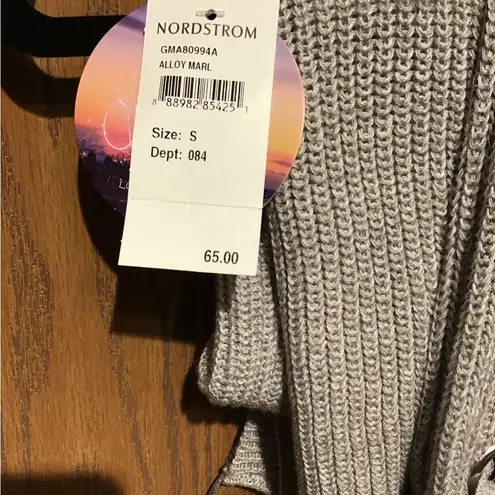 NORDSTROM
GMA80994A
ALLOY MARL
8 88982 85425 1
Size: S
Dept: 084
65.00